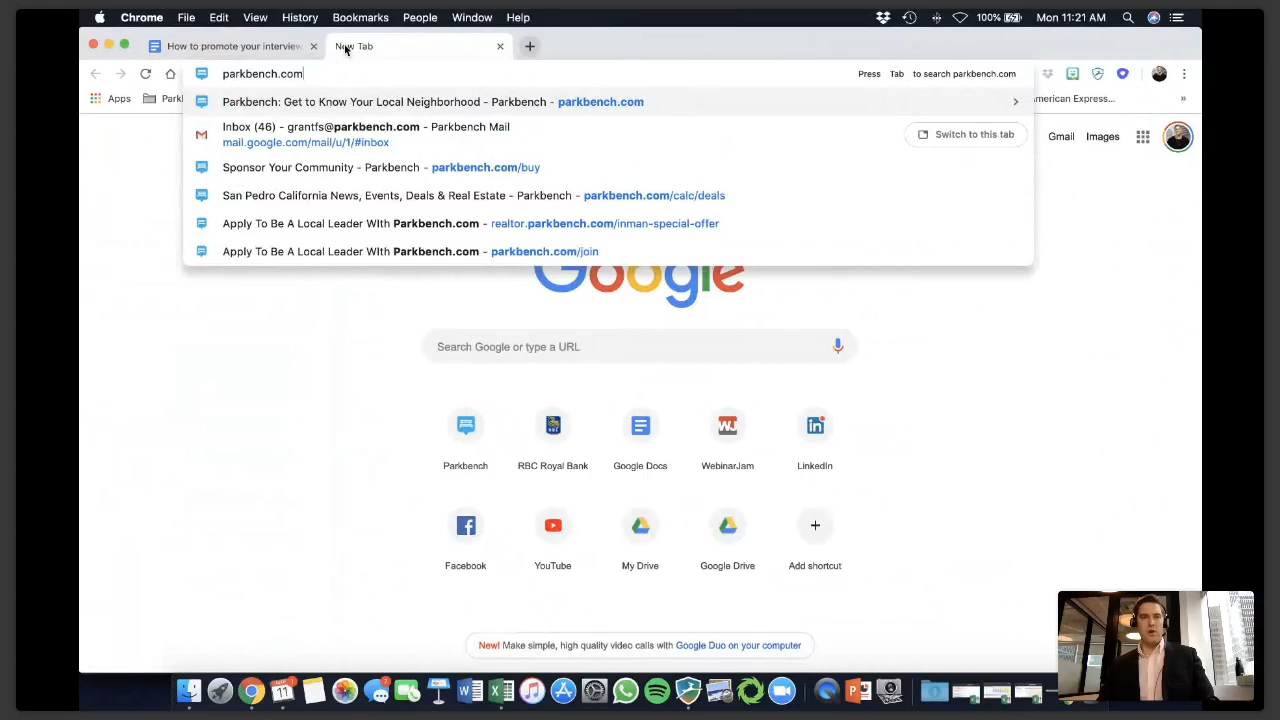 Chrome File Edit View History Bookmarks People Window Help 100% Mon 11:21 AM
How to promote your interview
New Tab
parkbench.com
Press Tab to search parkbench.com
Parkbench: Get to Know Your Local Neighborhood - Parkbench - parkbench.com
Apps
American Express...
»
Inbox (46) - grantfs@parkbench.com - Parkbench Mail
mail.google.com/mail/u/1/#inbox
Switch to this tab
Gmail Images
Sponsor Your Community - Parkbench - parkbench.com/buy
San Pedro California News, Events, Deals & Real Estate - Parkbench - parkbench.com/calc/deals
Apply To Be A Local Leader WIth Parkbench.com - realtor.parkbench.com/inman-special-offer
Apply To Be A Local Leader WIth Parkbench.com - parkbench.com/join
Google
Search Google or type a URL
RBC
WJ
in
Parkbench RBC Royal Bank Google Docs WebinarJam LinkedIn
Facebook YouTube My Drive Google Drive Add shortcut
New! Make simple, high quality video calls with Google Duo on your computer
11